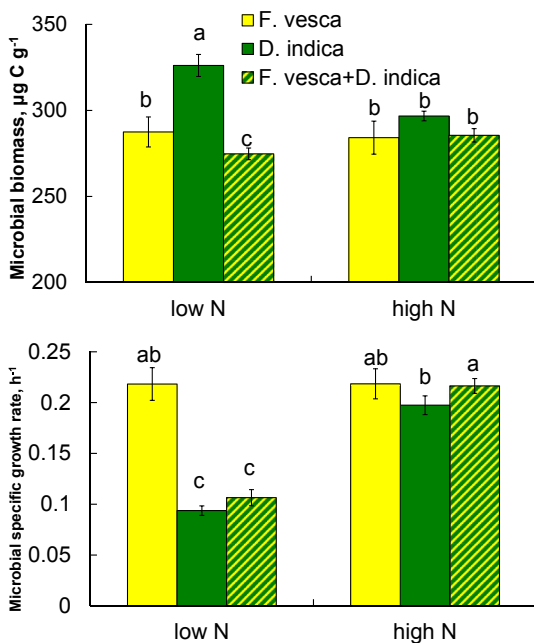 Microbial biomass, µg C g⁻¹
350
300
250
200
F. vesca
D. indica
F. vesca+D. indica
b
a
c
b
b
b
low N
high N
Microbial specific growth rate, h⁻¹
0.25
0.2
0.15
0.1
0.05
0
ab
c
c
ab
b
a
low N
high N